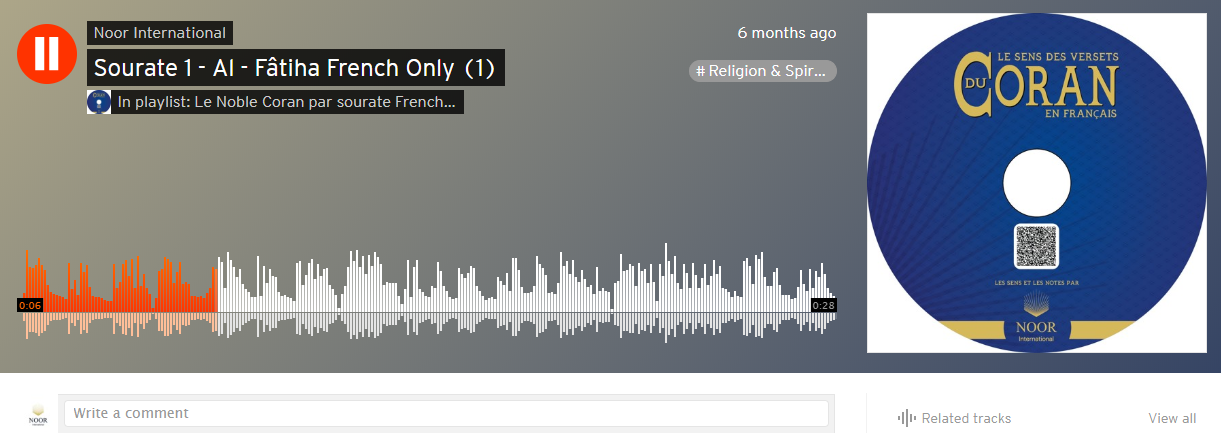 Noor International
6 months ago
Sourate 1 - Al - Fâtiha French Only (1)
# Religion & Spir...
In playlist: Le Noble Coran par sourate French...
LE SENS DES VERSETS
DU CORAN
EN FRANÇAIS
LES SENS ET LES NOTES PAR
NOOR
International
0:06
0:28
NOOR
Write a comment
Related tracks
View all